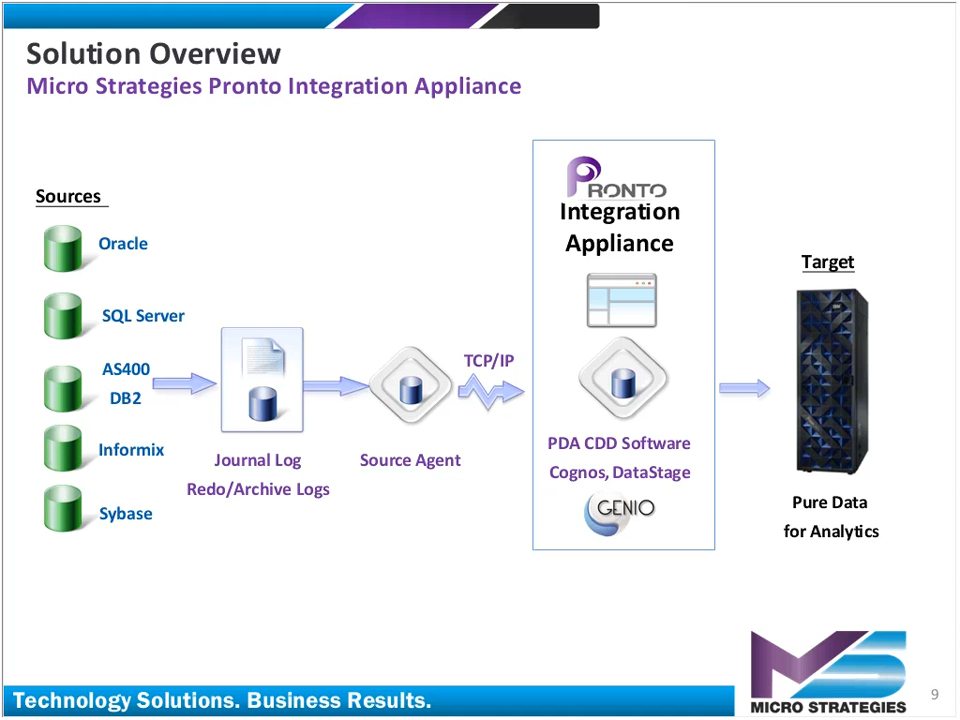 Solution Overview
Micro Strategies Pronto Integration Appliance
Sources
Oracle
SQL Server
AS400
DB2
Informix
Sybase
Journal Log
Redo/Archive Logs
Source Agent
TCP/IP
PRONTO
Integration
Appliance
PDA CDD Software
Cognos, DataStage
GENIO
Target
Pure Data
for Analytics
Technology Solutions. Business Results.
MS
MICRO STRATEGIES
9